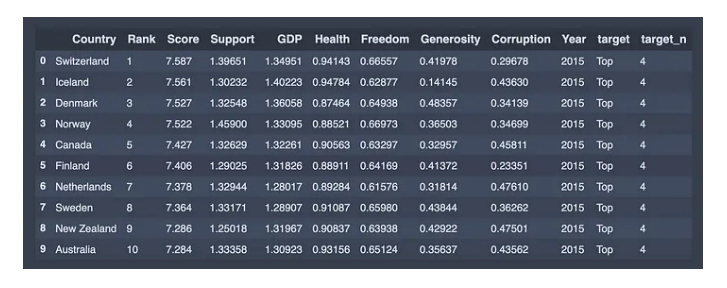 Country Rank Score Support GDP Health Freedom Generosity Corruption Year target target_n
0 Switzerland 1 7.587 1.39651 1.34951 0.94143 0.66557 0.41978 0.29678 2015 Top 4
1 Iceland 2 7.561 1.30232 1.40223 0.94784 0.62877 0.14145 0.43630 2015 Top 4
2 Denmark 3 7.527 1.32548 1.36058 0.87464 0.64938 0.48357 0.34139 2015 Top 4
3 Norway 4 7.522 1.45900 1.33095 0.88521 0.66973 0.36503 0.34699 2015 Top 4
4 Canada 5 7.427 1.32629 1.32261 0.90563 0.63297 0.32957 0.45811 2015 Top 4
5 Finland 6 7.406 1.29025 1.31826 0.88911 0.64169 0.41372 0.23351 2015 Top 4
6 Netherlands 7 7.378 1.32944 1.28017 0.89284 0.61576 0.31814 0.47610 2015 Top 4
7 Sweden 8 7.364 1.33171 1.28907 0.91087 0.65980 0.43844 0.36262 2015 Top 4
8 New Zealand 9 7.286 1.25018 1.31967 0.90837 0.63938 0.42922 0.47501 2015 Top 4
9 Australia 10 7.284 1.33358 1.30923 0.93156 0.65124 0.35637 0.43562 2015 Top 4